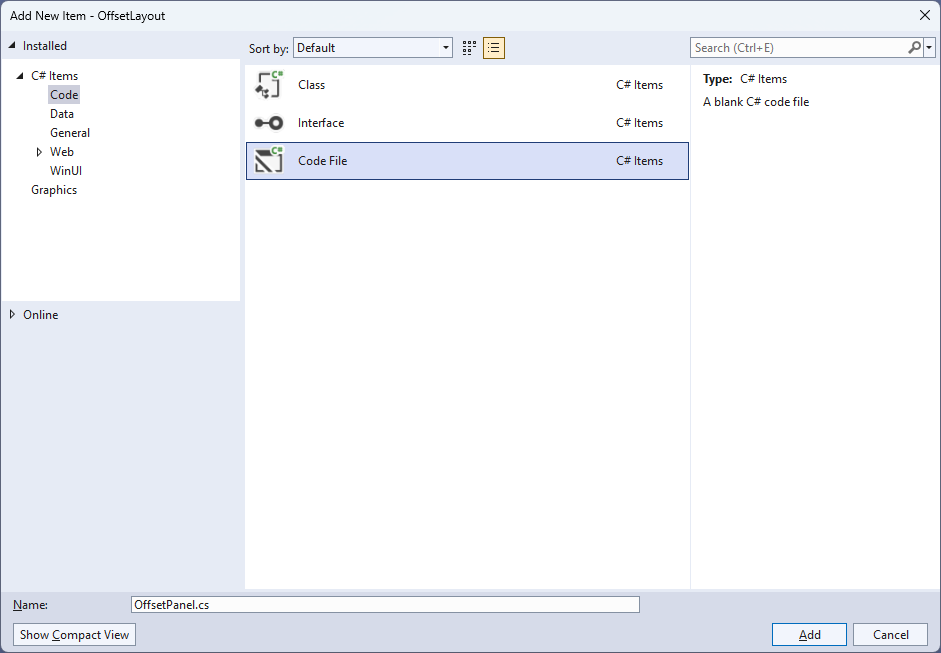 Add New Item - OffsetLayout
Installed
Sort by: Default
Search (Ctrl+E)
C# Items
Code
Data
General
Web
WinUI
Graphics
Online
Class C# Items
Interface C# Items
Code File C# Items
Type: C# Items
A blank C# code file
Name: OffsetPanel.cs
Show Compact View
Add
Cancel